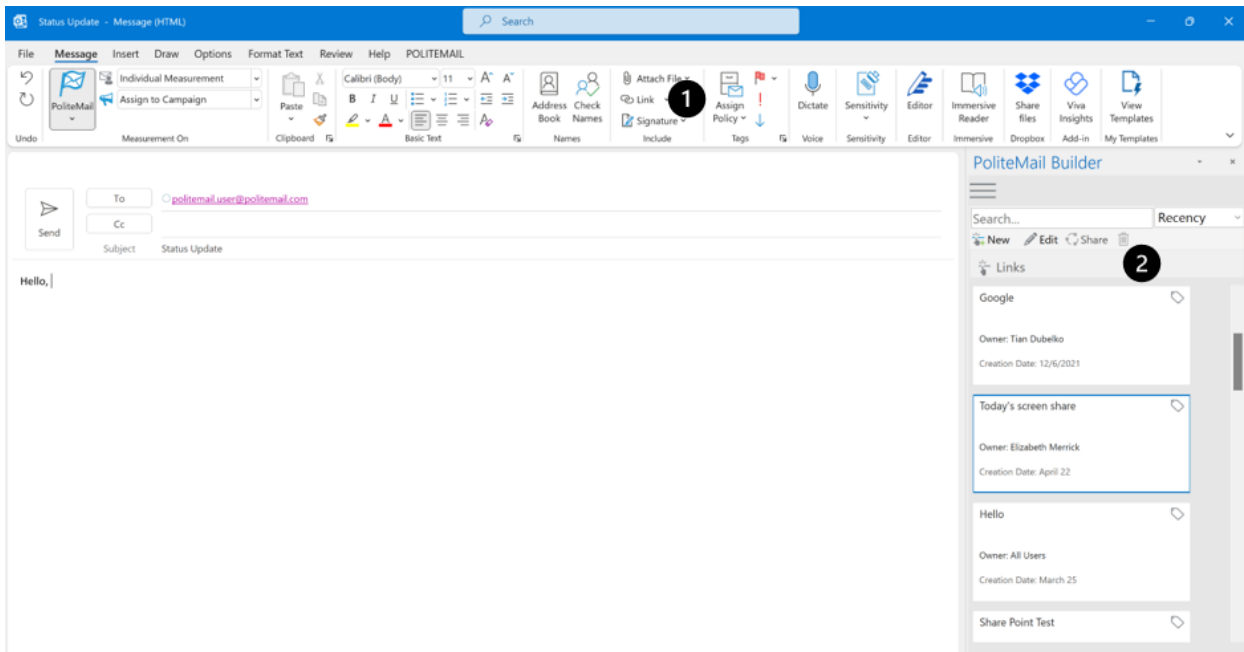 Status Update - Message (HTML)
Search
File Message Insert Draw Options Format Text Review Help POLITEMAIL
PoliteMail
Individual Measurement
Assign to Campaign
Paste
Calibri (Body) 11 A A
B I U A
Address Book
Check Names
Attach File
Link
Signature
1
Assign Policy
Dictate
Sensitivity
Editor
Immersive Reader
Share files
Viva Insights
View Templates
Undo Measurement On Clipboard Basic Text Names Include Tags Voice Sensitivity Editor Immersive Dropbox Add-in My Templates
Send
To politemail.user@politemail.com
Cc
Subject Status Update
Hello,
PoliteMail Builder
Search... Recency
New Edit Share
Links
2
Google
Owner: Tian Dubelko
Creation Date: 12/6/2021
Today's screen share
Owner: Elizabeth Merrick
Creation Date: April 22
Hello
Owner: All Users
Creation Date: March 25
Share Point Test